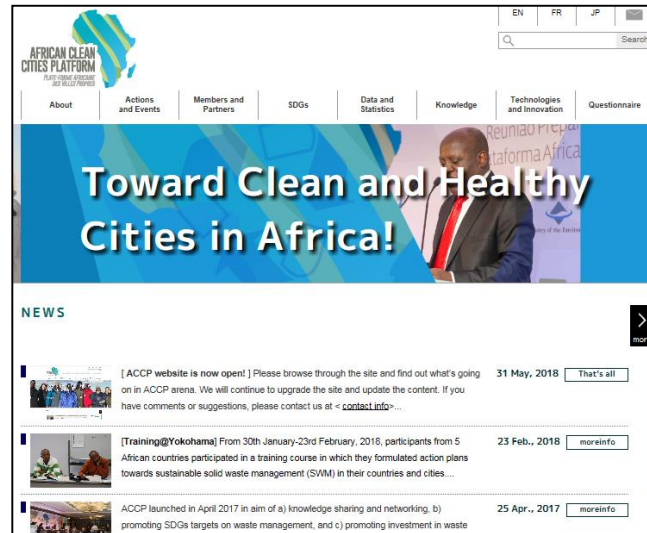 EN FR JP
Search
AFRICAN CLEAN
CITIES PLATFORM
PLATE-FORME AFRICAINE
DES VILLES PROPRES
About
Actions
and Events
Members and
Partners
SDGs
Data and
Statistics
Knowledge
Technologies
and Innovation
Questionnaire
Toward Clean and Healthy
Cities in Africa!
NEWS
more
[ ACCP website is now open! ] Please browse through the site and find out what's going
on in ACCP arena. We will continue to upgrade the site and update the content. If you
have comments or suggestions, please contact us at < contact info>...
31 May, 2018 That's all
[Training@Yokohama] From 30th January-23rd February, 2018, participants from 5
African countries participated in a training course in which they formulated action plans
towards sustainable solid waste management (SWM) in their countries and cities....
23 Feb., 2018 moreinfo
ACCP launched in April 2017 in aim of a) knowledge sharing and networking, b)
promoting SDGs targets on waste management, and c) promoting investment in waste
25 Apr., 2017 moreinfo